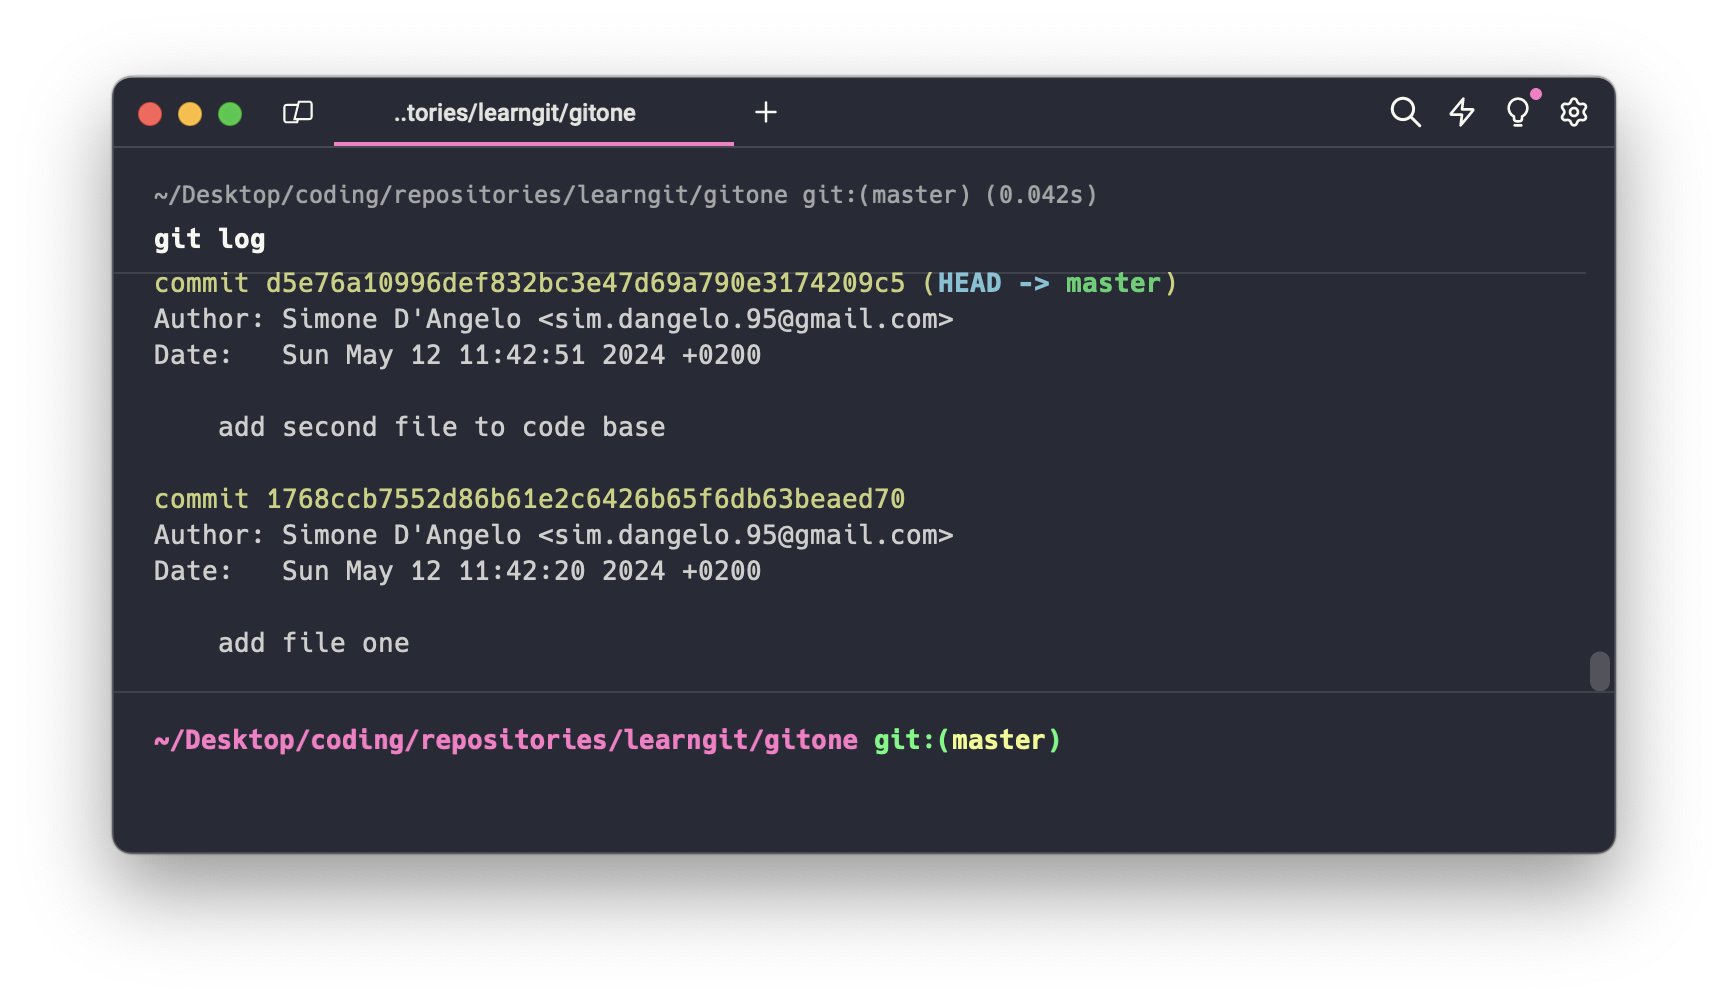 ..tories/learngit/gitone
~/Desktop/coding/repositories/learngit/gitone git:(master) (0.042s)
git log
commit d5e76a10996def832bc3e47d69a790e3174209c5 (HEAD -> master)
Author: Simone D'Angelo <sim.dangelo.95@gmail.com>
Date:   Sun May 12 11:42:51 2024 +0200
    add second file to code base
commit 1768ccb7552d86b61e2c6426b65f6db63beaed70
Author: Simone D'Angelo <sim.dangelo.95@gmail.com>
Date:   Sun May 12 11:42:20 2024 +0200
    add file one
~/Desktop/coding/repositories/learngit/gitone git:(master)